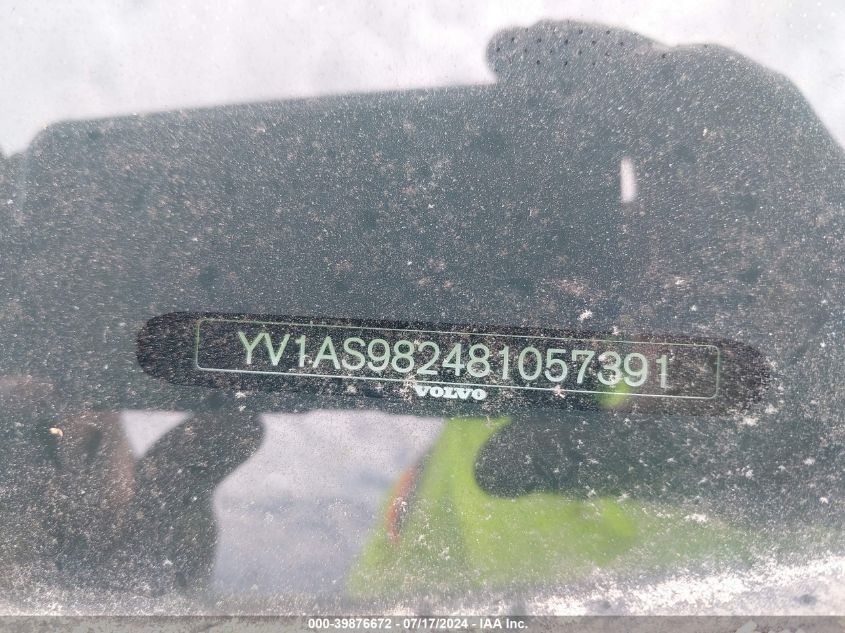 YV1AS982481057391
VOLVO
000-39876672 / 07/17/2024 - IAA Inc.